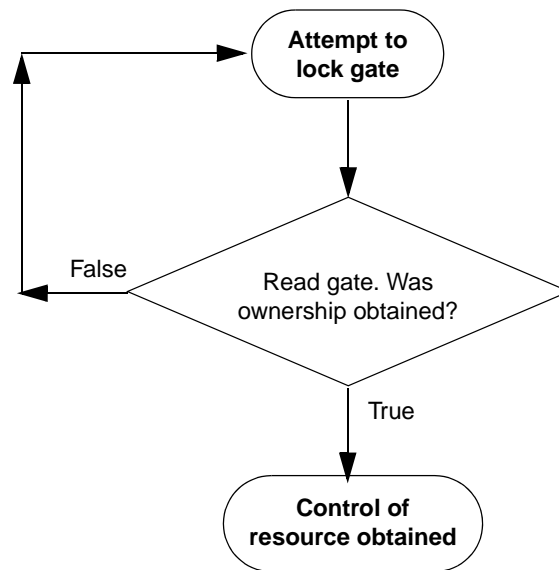 Attempt to
lock gate
False
Read gate. Was
ownership obtained?
True
Control of
resource obtained